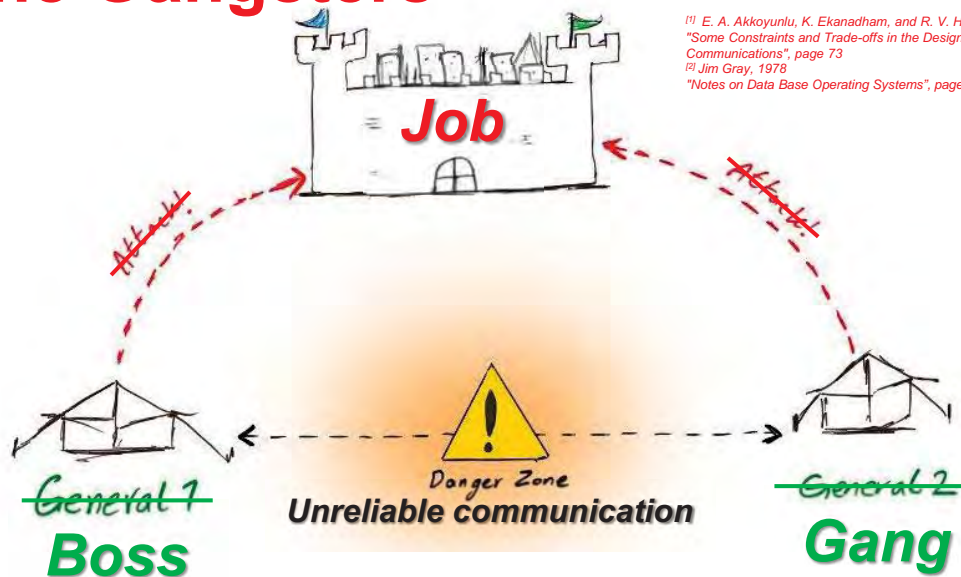 [1] E. A. Akkoyunlu, K. Ekanadham, and R. V. H
"Some Constraints and Trade-offs in the Design
Communications", page 73
[2] Jim Gray, 1978
"Notes on Data Base Operating Systems", page
Gangsters
Job
Attack!
Attack!
Danger Zone
Unreliable communication
General 1
General 2
Boss
Gang